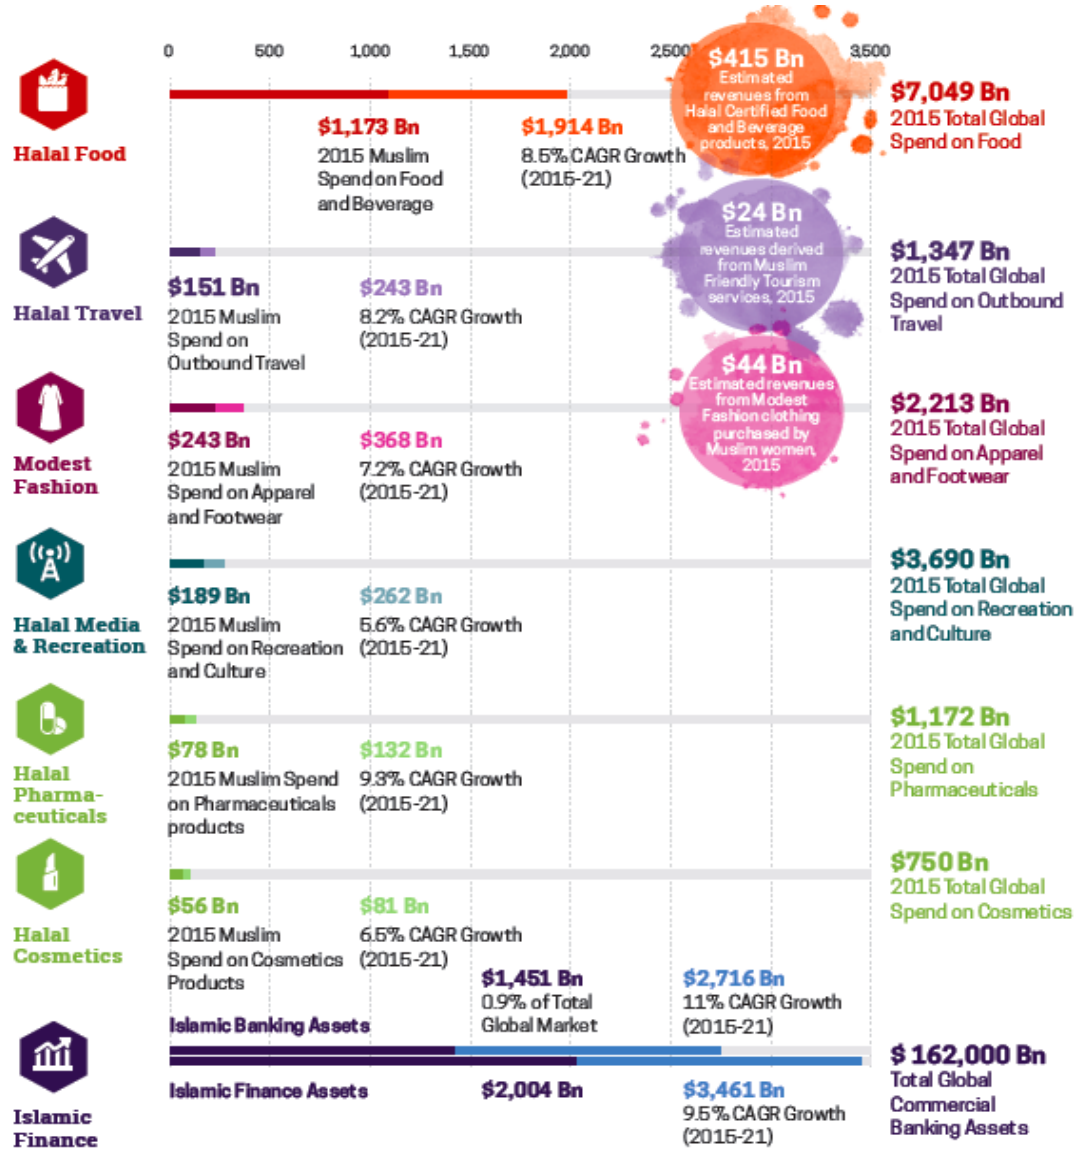 0 500 1,000 1,500 2,000 2,500 3,500
Halal Food
$1,173 Bn
2015 Muslim
Spend on Food
and Beverage
$1,914 Bn
8.5% CAGR Growth
(2015-21)
$415 Bn
Estimated
revenues from
Halal Certified Food
and Beverage
products, 2015
$7,049 Bn
2015 Total Global
Spend on Food
Halal Travel
$151 Bn
2015 Muslim
Spend on
Outbound Travel
$243 Bn
8.2% CAGR Growth
(2015-21)
$24 Bn
Estimated
revenues derived
from Muslim
Friendly Tourism
services, 2015
$1,347 Bn
2015 Total Global
Spend on Outbound
Travel
Modest
Fashion
$243 Bn
2015 Muslim
Spend on Apparel
and Footwear
$368 Bn
7.2% CAGR Growth
(2015-21)
$44 Bn
Estimated revenues
from Modest
Fashion clothing
purchased by
Muslim women,
2015
$2,213 Bn
2015 Total Global
Spend on Apparel
and Footwear
Halal Media
& Recreation
$189 Bn
2015 Muslim
Spend on Recreation
and Culture
$262 Bn
5.6% CAGR Growth
(2015-21)
$3,690 Bn
2015 Total Global
Spend on Recreation
and Culture
Halal
Pharma-
ceuticals
$78 Bn
2015 Muslim Spend
on Pharmaceuticals
products
$132 Bn
9.3% CAGR Growth
(2015-21)
$1,172 Bn
2015 Total Global
Spend on
Pharmaceuticals
Halal
Cosmetics
$56 Bn
2015 Muslim
Spend on Cosmetics
Products
$81 Bn
6.5% CAGR Growth
(2015-21)
$750 Bn
2015 Total Global
Spend on Cosmetics
Islamic
Finance
Islamic Banking Assets
$1,451 Bn
0.9% of Total
Global Market
$2,716 Bn
11% CAGR Growth
(2015-21)
Islamic Finance Assets
$2,004 Bn
$3,461 Bn
9.5% CAGR Growth
(2015-21)
$ 162,000 Bn
Total Global
Commercial
Banking Assets